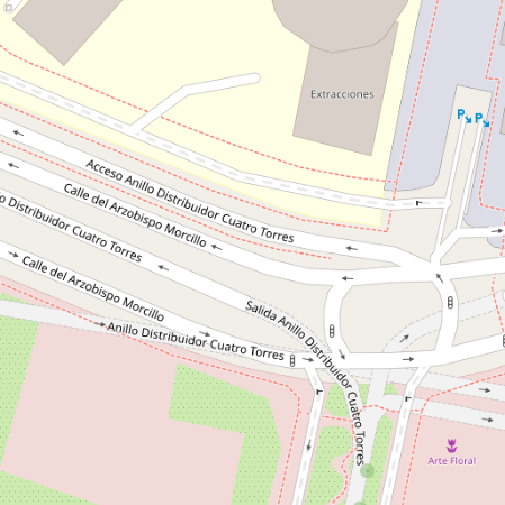 Extracciones
P
P
Acceso Anillo Distribuidor Cuatro Torres
Calle del Arzobispo Morcillo
o Distribuidor Cuatro Torres
Calle del Arzobispo Morcillo
Salida Anillo Distribuidor Cuatro Torres
Anillo Distribuidor Cuatro Torres
Arte Floral